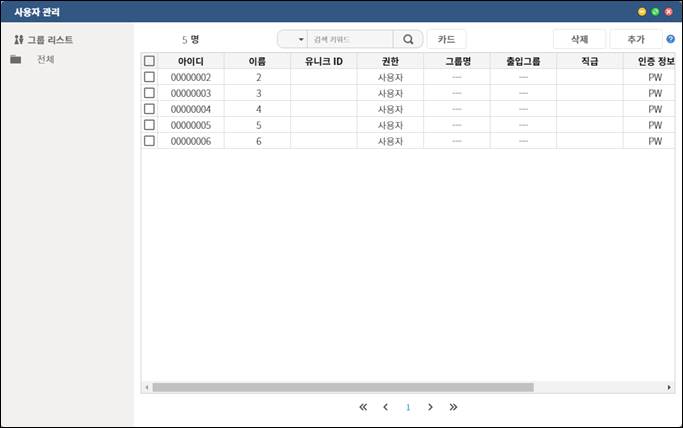 사용자 관리
그룹 리스트
전체
5 명 검색 키워드 카드 삭제 추가 ?
아이디 이름 유니크 ID 권한 그룹명 출입그룹 직급 인증 정보
00000002 2 사용자 --- --- PW
00000003 3 사용자 --- --- PW
00000004 4 사용자 --- --- PW
00000005 5 사용자 --- --- PW
00000006 6 사용자 --- --- PW
1